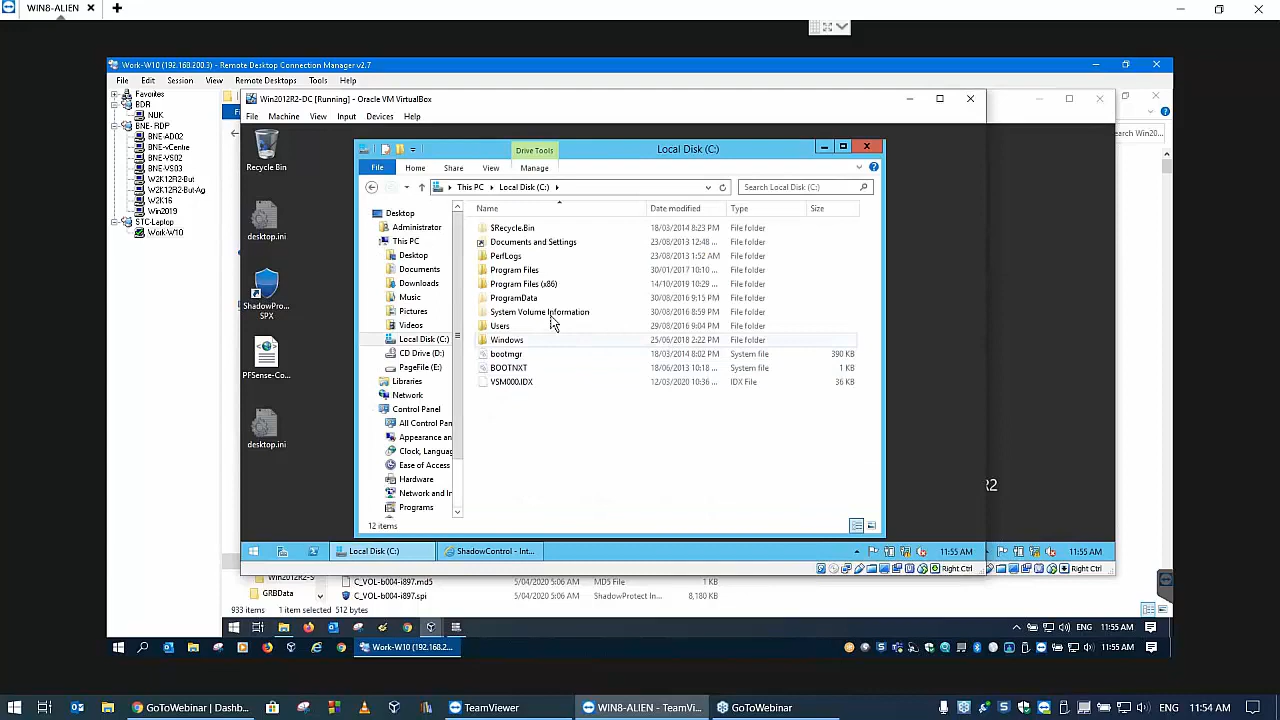 WIN8-ALIEN
Work-W10 (192.168.200.3) - Remote Desktop Connection Manager v2.7
File Edit Session View Remote Desktops Tools Help
Favorites
BDR
NUK
BNE- RDP
BNE-AD02
BNE-vCentre
BNE-VS02
BNE-VS03
W2K12R2-But
W2K12R2-But-Ag
W2K16
Win2019
STC-Laptop
Work-W10
Win2012R2-DC [Running] - Oracle VM VirtualBox
File Machine View Input Devices Help
earch Win20...
Recycle Bin
desktop.ini
ShadowPro...
SPX
PFSense-Co...
desktop.ini
Drive Tools
Local Disk (C:)
File Home Share View Manage
This PC Local Disk (C:)
Search Local Disk (C:)
Desktop
Administrator
This PC
Desktop
Documents
Downloads
Music
Pictures
Videos
Local Disk (C:)
CD Drive (D:)
PageFile (E:)
Libraries
Network
Control Panel
All Control Pan
Appearance an
Clock, Languag
Ease of Access
Hardware
Network and In
Programs
Name Date modified Type Size
$Recycle.Bin 18/03/2014 8:23 PM File folder
Documents and Settings 23/08/2013 12:48 ... File folder
PerfLogs 23/08/2013 1:52 AM File folder
Program Files 30/01/2017 10:10 ... File folder
Program Files (x86) 14/10/2019 10:29 ... File folder
ProgramData 30/08/2016 9:15 PM File folder
System Volume Information 30/08/2016 8:59 PM File folder
Users 29/08/2016 9:04 PM File folder
Windows 25/06/2018 2:22 PM File folder
bootmgr 18/03/2014 8:02 PM System file 390 KB
BOOTNXT 18/06/2013 10:18 ... System file 1 KB
VSM000.IDX 12/03/2020 10:36 ... IDX File 36 KB
12 items
R2
Local Disk (C:) ShadowControl - Int... 11:55 AM 11:55 AM
Right Ctrl Right Ctrl
Win2012R2-S C_VOL-b004-i897.md5 5/04/2020 5:06 AM MD5 File 1 KB
GRBData C_VOL-b004-i897.spi 5/04/2020 5:06 AM ShadowProtect In... 8,180 KB
933 items 1 item selected 512 bytes
ENG 11:55 AM
Work-W10 (192.168.2... ENG 11:55 AM
GoToWebinar | Dashb... TeamViewer WIN8-ALIEN - TeamVi... GoToWebinar ENG 11:54 AM